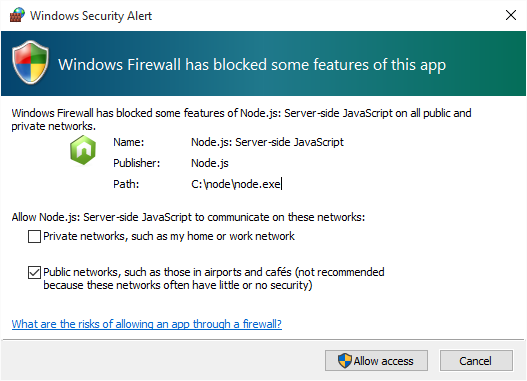 Windows Security Alert
Windows Firewall has blocked some features of this app
Windows Firewall has blocked some features of Node.js: Server-side JavaScript on all public and
private networks.
Name: Node.js: Server-side JavaScript
Publisher: Node.js
Path: C:\node\node.exe
Allow Node.js: Server-side JavaScript to communicate on these networks:
Private networks, such as my home or work network
Public networks, such as those in airports and cafés (not recommended
because these networks often have little or no security)
What are the risks of allowing an app through a firewall?
Allow access Cancel